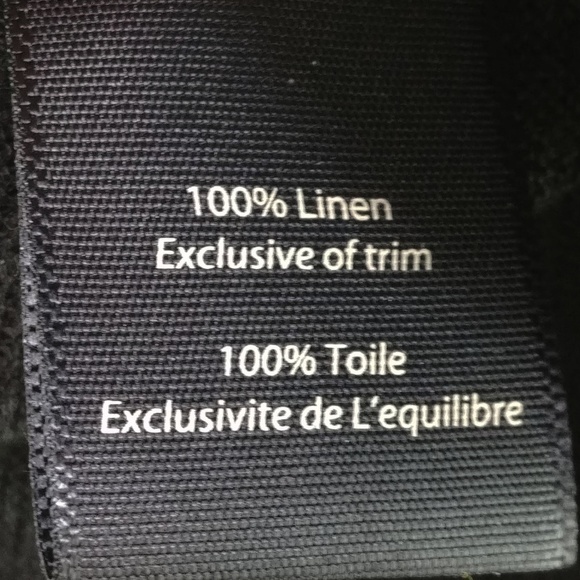 100% Linen
Exclusive of trim
100% Toile
Exclusivite de L'equilibre